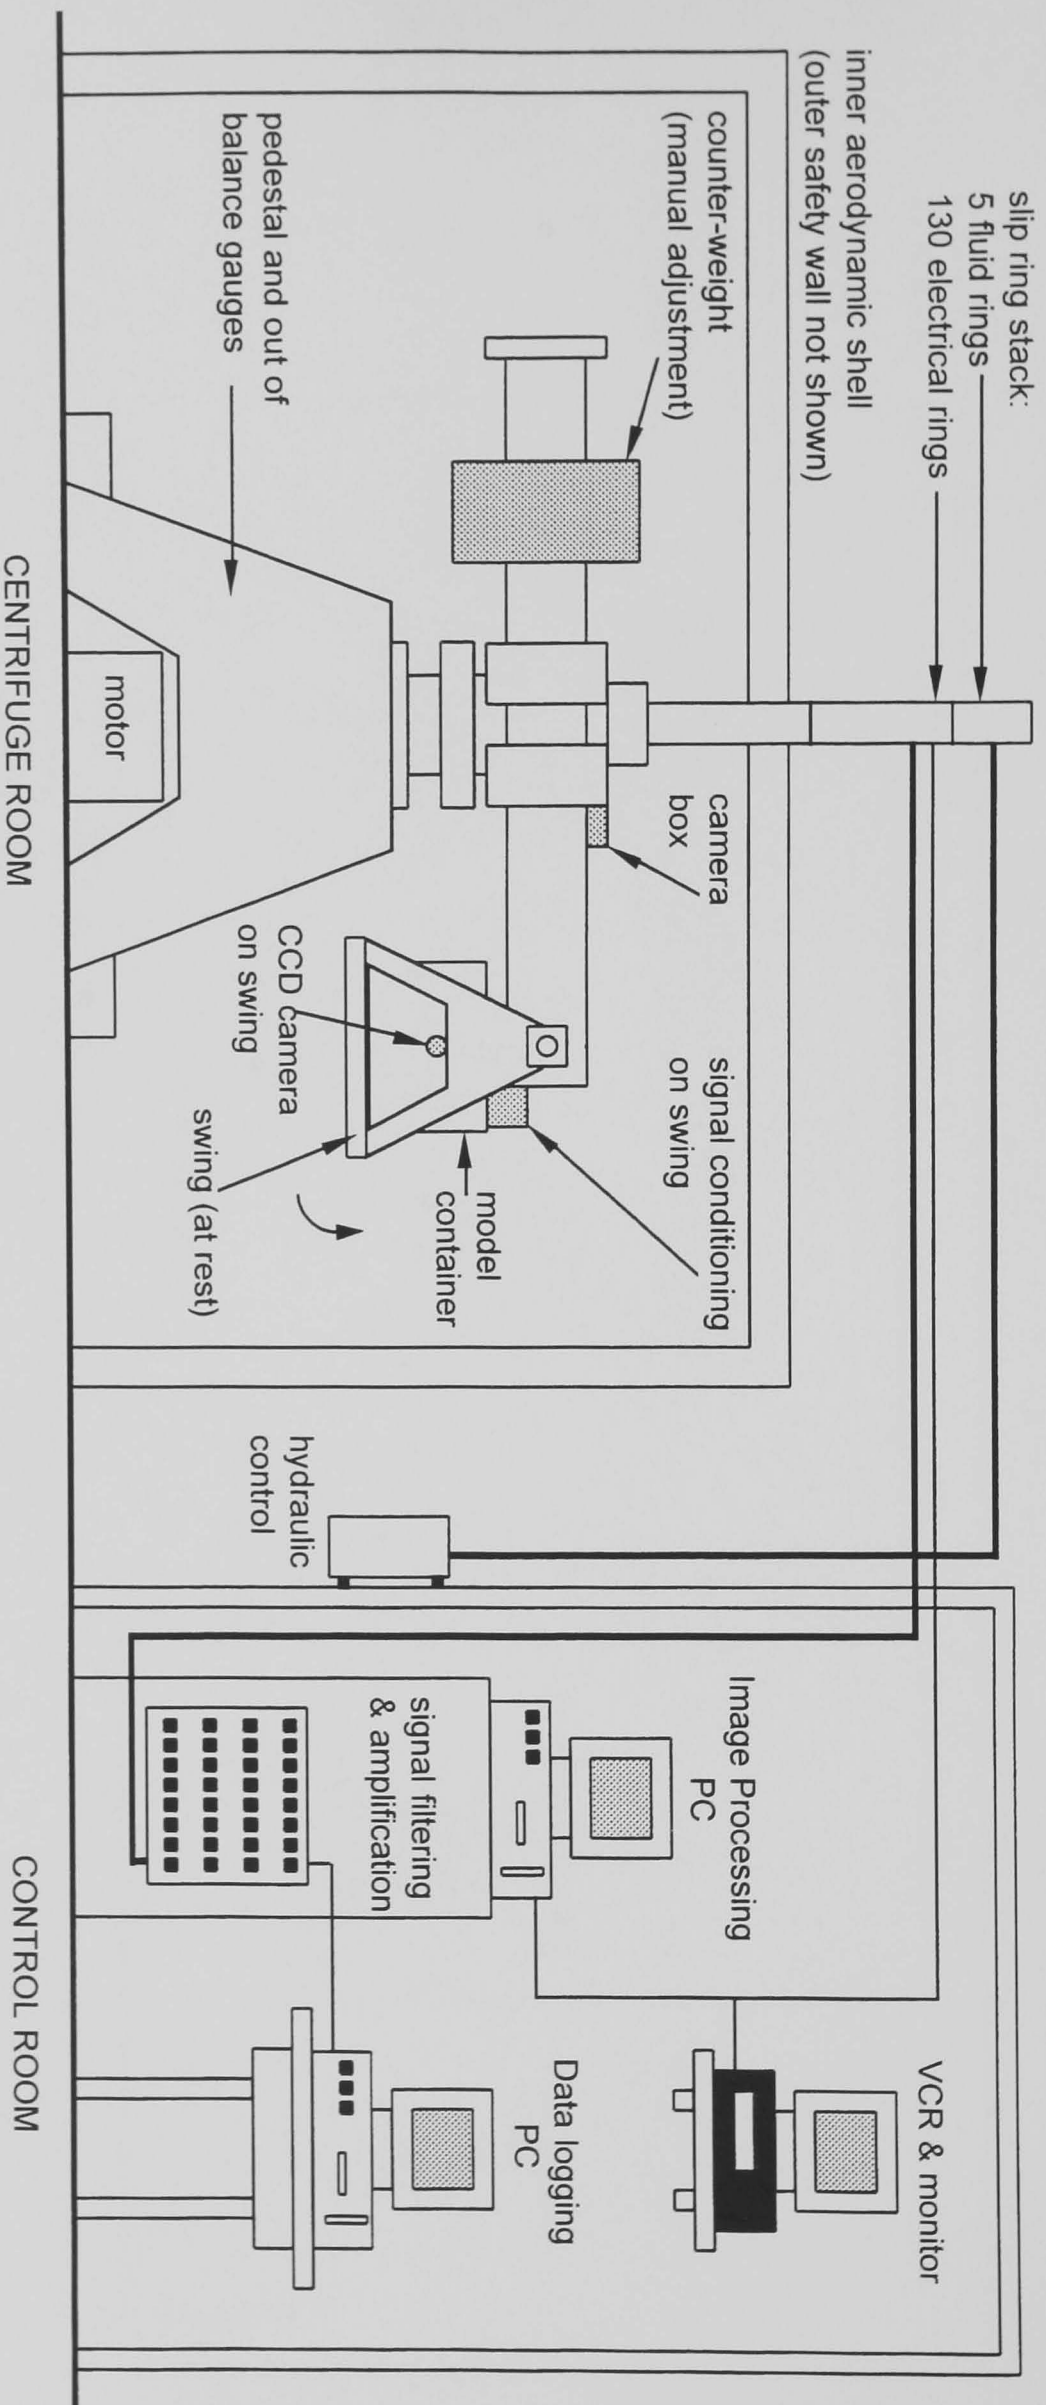 slip ring stack:
5 fluid rings
130 electrical rings
inner aerodynamic shell
(outer safety wall not shown)
counter-weight
(manual adjustment)
camera
box
signal conditioning
on swing
pedestal and out of
balance gauges
motor
CCD camera
on swing
model
container
swing (at rest)
CENTRIFUGE ROOM
hydraulic
control
Image Processing
PC
signal filtering
& amplification
VCR & monitor
Data logging
PC
CONTROL ROOM